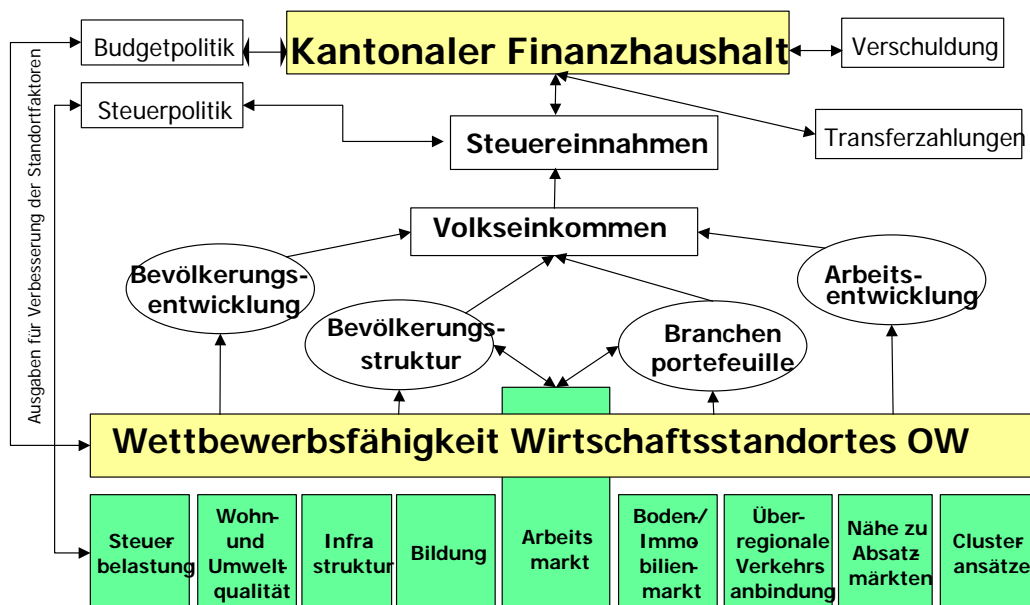 Budgetpolitik
Kantonaler Finanzhaushalt
Verschuldung
Steuerpolitik
Steuereinnahmen
Transferzahlungen
Ausgaben für Verbesserung der Standortfaktoren
Volkseinkommen
Bevölkerungs-
entwicklung
Arbeits-
entwicklung
Bevölkerungs-
struktur
Branchen
portefeuille
Wettbewerbsfähigkeit Wirtschaftsstandortes OW
Steuer-
belastung
Wohn-
und
Umwelt-
qualität
Infra
struktur
Bildung
Arbeits
markt
Boden-/
Immo
bilien-
markt
Über-
regionale
Verkehrs
anbindung
Nähe zu
Absatz
märkten
Cluster
ansätze